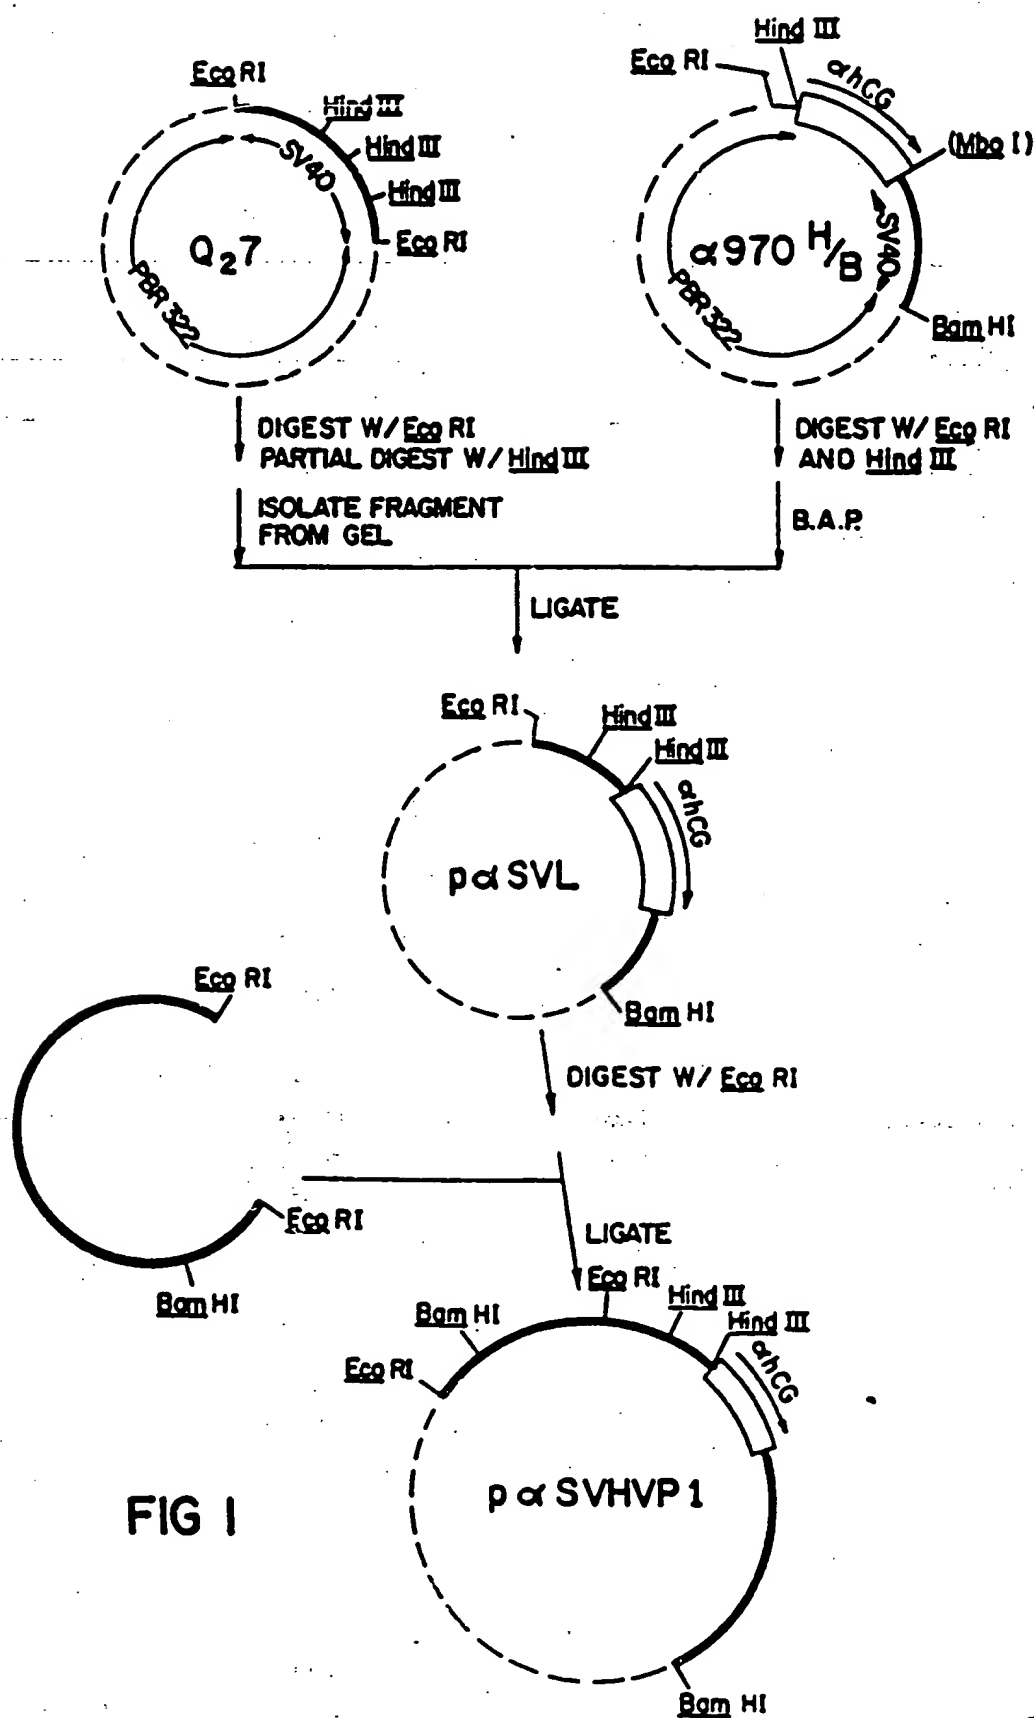 Eco RI
Hind III
Hind III
Hind III
Eco RI
SV40
Q₂7
PBR 322
Hind III
Eco RI
αhCG
(Mbo I)
SV40
α970 H/B
PBR 322
Bam HI
DIGEST W/ Eco RI
PARTIAL DIGEST W/ Hind III
ISOLATE FRAGMENT
FROM GEL
DIGEST W/ Eco RI
AND Hind III
B.A.P.
LIGATE
Eco RI
Hind III
Hind III
αhCG
pαSVL
Bam HI
DIGEST W/ Eco RI
Eco RI
Eco RI
Bam HI
LIGATE
Eco RI
Hind III
Hind III
Bam HI
Eco RI
αhCG
pαSVHVP1
Bam HI
FIG 1